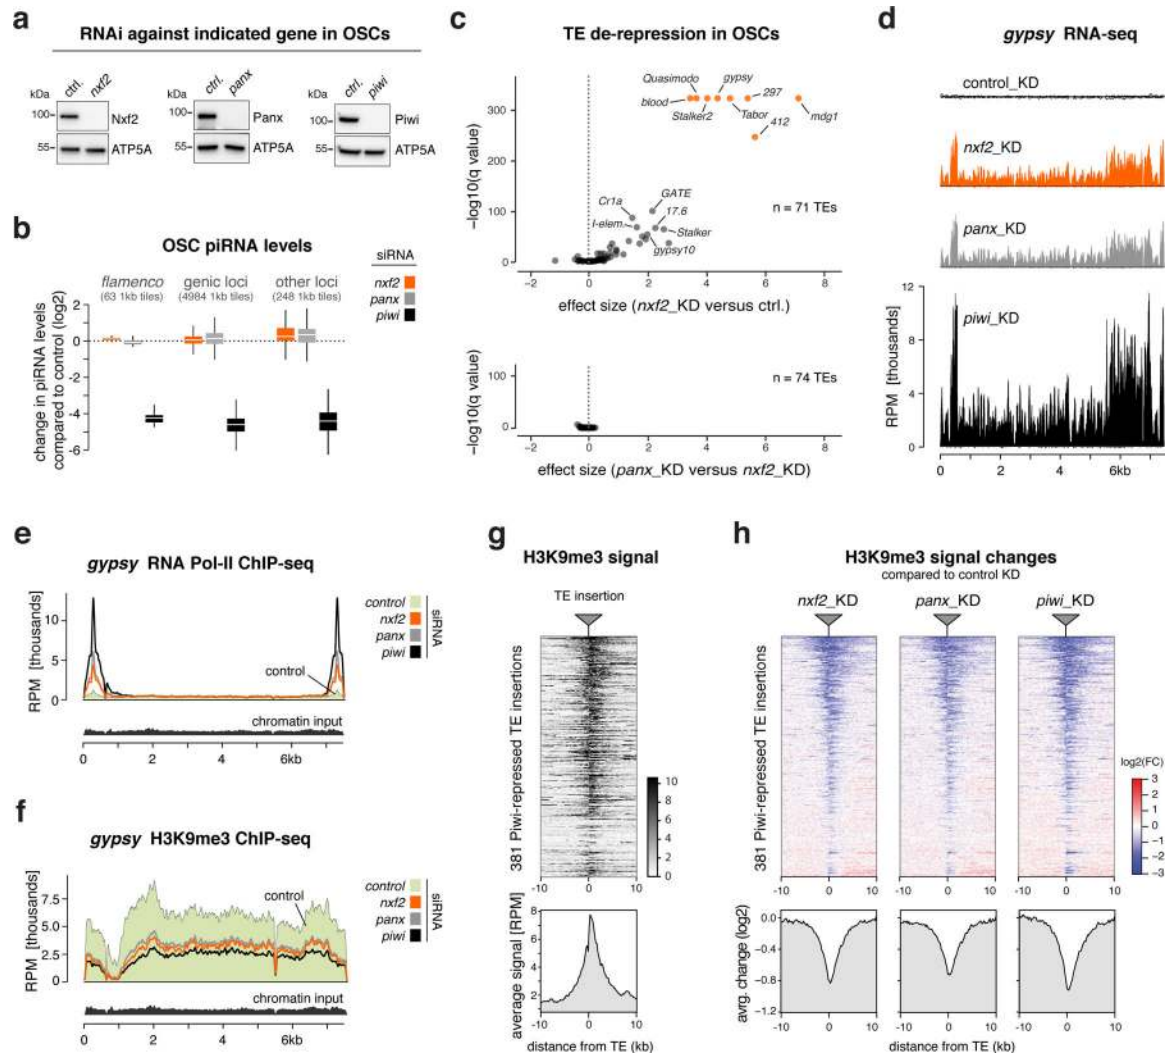 a
RNAi against indicated gene in OSCs
kDa ctrl. nxf2
100
Nxf2
55
ATP5A
kDa ctrl. panx
100
Panx
55
ATP5A
kDa ctrl. piwi
100
Piwi
55
ATP5A
b
OSC piRNA levels
siRNA
nxf2
panx
piwi
flamenco genic loci other loci
(63 1kb tiles) (4984 1kb tiles) (248 1kb tiles)
change in piRNA levels
compared to control (log2)
2
0
-2
-4
-6
c
TE de-repression in OSCs
-log10(q value)
300
200
100
0
Quasimodo gypsy
blood 297
Stalker2 Tabor mdg1
412
GATE
Cr1a
17.6
I-elem. Stalker
gypsy10
n = 71 TEs
0 2 4 6 8
effect size (nxf2_KD versus ctrl.)
-log10(q value)
100
0
n = 74 TEs
0 2 4 6 8
effect size (panx_KD versus nxf2_KD)
d
gypsy RNA-seq
control_KD
nxf2_KD
panx_KD
piwi_KD
RPM [thousands]
12
8
4
0
0 2 4 6kb
e
gypsy RNA Pol-II ChIP-seq
RPM [thousands]
10
5
0
control
nxf2
panx
piwi
siRNA
control
chromatin input
0 2 4 6kb
f
gypsy H3K9me3 ChIP-seq
RPM [thousands]
7.5
5.0
2.5
0
control
nxf2
panx
piwi
siRNA
control
chromatin input
0 2 4 6kb
g
H3K9me3 signal
TE insertion
381 Piwi-repressed TE insertions
10
8
6
4
2
0
-10 0 10
average signal [RPM]
8
6
4
2
-10 0 10
distance from TE (kb)
h
H3K9me3 signal changes
compared to control KD
nxf2_KD panx_KD piwi_KD
381 Piwi-repressed TE insertions
log2(FC)
3
2
1
0
-1
-2
-3
-10 0 10 -10 0 10 -10 0 10
avrg. change (log2)
0.0
-0.4
-0.8
-1.2
-10 0 10 -10 0 10 -10 0 10
distance from TE (kb)